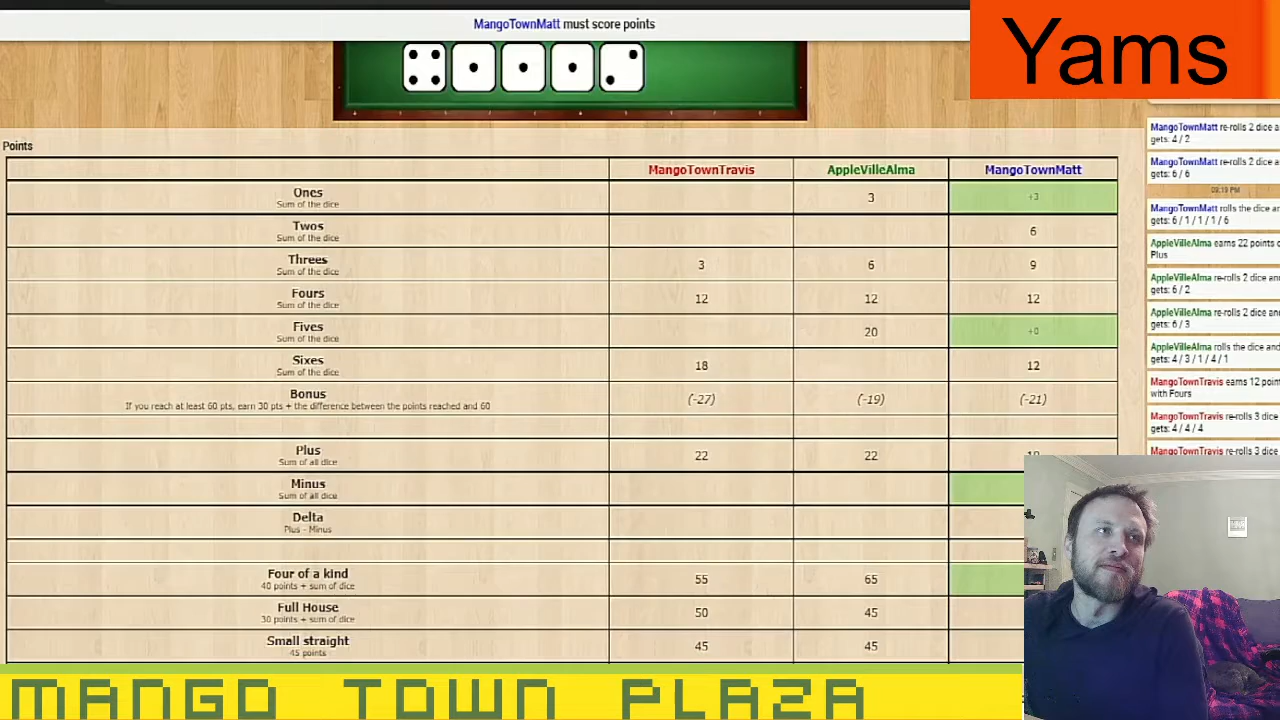 MangoTownMatt must score points
Yams
Points
MangoTownTravis AppleVilleAlma MangoTownMatt
Ones 3 +3
Sum of the dice
Twos 6
Sum of the dice
Threes 3 6 9
Sum of the dice
Fours 12 12 12
Sum of the dice
Fives 20 +0
Sum of the dice
Sixes 18 12
Sum of the dice
Bonus (-27) (-19) (-21)
If you reach at least 60 pts, earn 30 pts + the difference between the points reached and 60
Plus 22 22
Sum of all dice
Minus
Sum of all dice
Delta
Plus - Minus
Four of a kind 55 65
40 points + sum of dice
Full House 50 45
30 points + sum of dice
Small straight 45 45
45 points
MangoTownMatt re-rolls 2 dice
gets: 4 / 2
MangoTownMatt re-rolls 2 dice
gets: 6 / 6
09:19 PM
MangoTownMatt rolls the dice
gets: 6 / 1 / 1 / 1 / 6
AppleVilleAlma earns 22 points
Plus
AppleVilleAlma re-rolls 2 dice
gets: 6 / 2
AppleVilleAlma re-rolls 2 dice
gets: 6 / 3
AppleVilleAlma rolls the dice
gets: 4 / 3 / 1 / 4 / 1
MangoTownTravis earns 12
with Fours
MangoTownTravis re-rolls 3 dice
gets: 4 / 4 / 4
MangoTownTravis re-rolls 3 dice
MANGO TOWN PLAZA